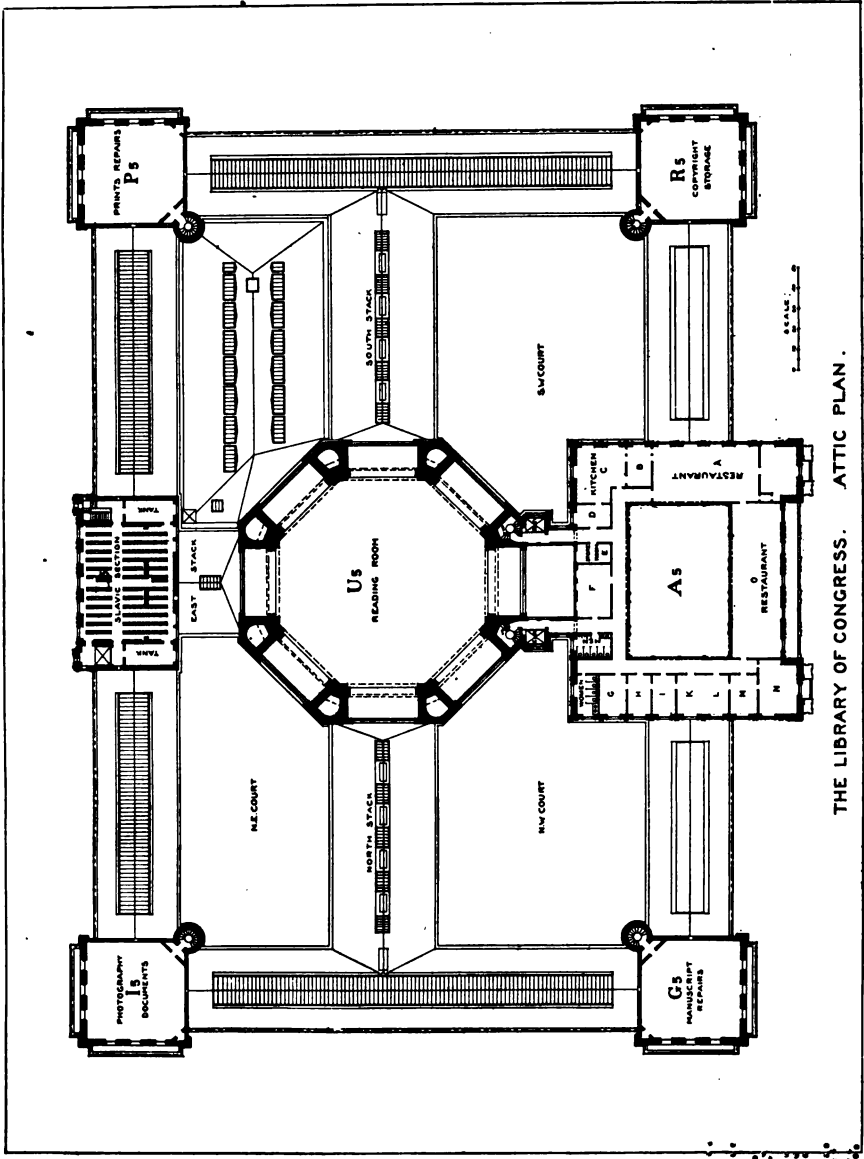 PHOTOGRAPHY
I5
DOCUMENTS
SLAVIC SECTION
TANK
TANK
PRINTS REPAIRS
P5
EAST STACK
N.E. COURT
NORTH STACK
U5
READING ROOM
SOUTH STACK
N.W COURT
S.W COURT
G5
MANUSCRIPT
REPAIRS
WOMEN
MEN
G
H
I
K
L
M
N
F
E
D
KITCHEN
C
B
A
RESTAURANT
A5
O
RESTAURANT
R5
COPYRIGHT
STORAGE
SCALE:
THE LIBRARY OF CONGRESS. ATTIC PLAN.